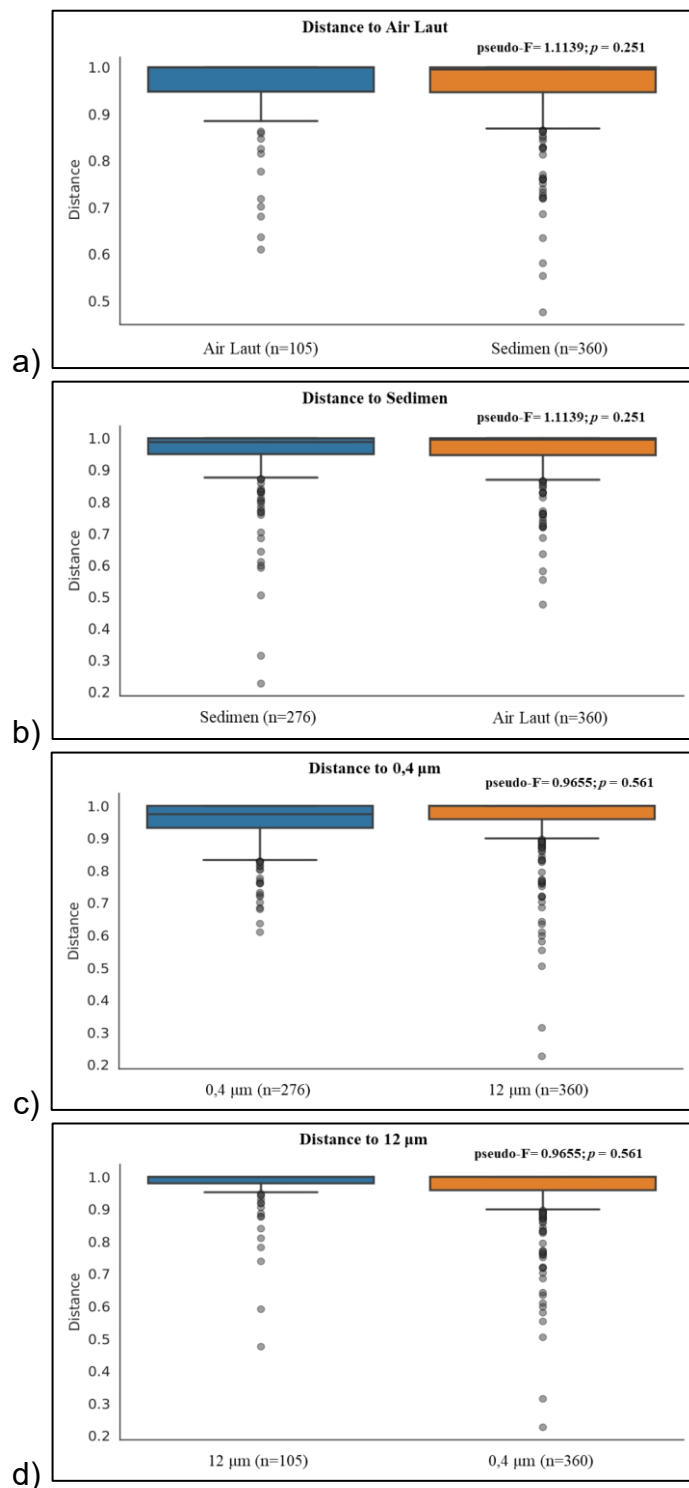 Distance to Air Laut
pseudo-F= 1.1139; p = 0.251
1.0
0.9
0.8
0.7
0.6
0.5
Distance
Air Laut (n=105)
Sedimen (n=360)
a)
Distance to Sedimen
pseudo-F= 1.1139; p = 0.251
1.0
0.9
0.8
0.7
0.6
0.5
0.4
0.3
0.2
Distance
Sedimen (n=276)
Air Laut (n=360)
b)
Distance to 0,4 µm
pseudo-F= 0.9655; p = 0.561
1.0
0.9
0.8
0.7
0.6
0.5
0.4
0.3
0.2
Distance
0,4 µm (n=276)
12 µm (n=360)
c)
Distance to 12 µm
pseudo-F= 0.9655; p = 0.561
1.0
0.9
0.8
0.7
0.6
0.5
0.4
0.3
0.2
Distance
12 µm (n=105)
0,4 µm (n=360)
d)